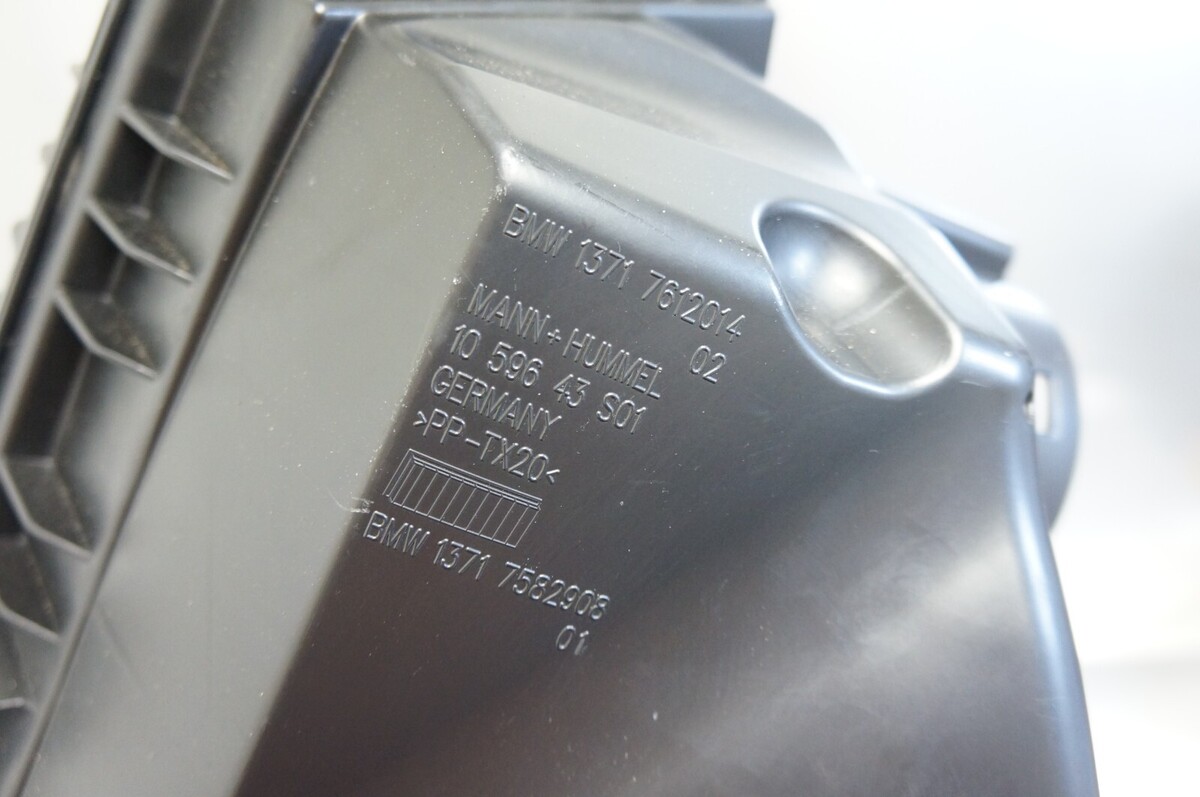 BMW 1371 7612014
02
MANN+HUMMEL
10 596 43 S01
GERMANY
>PP-TX20<
BMW 1371 7582908
01